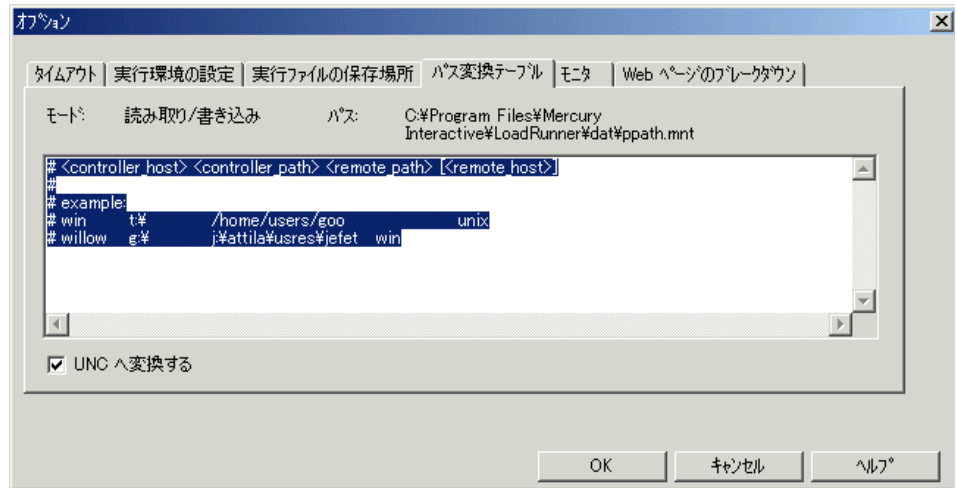 オプション
タイムアウト 実行環境の設定 実行ファイルの保存場所 パス変換テーブル モニタ Web ページのブレークダウン
モード: 読み取り/書き込み パス: C:¥Program Files¥Mercury
Interactive¥LoadRunner¥dat¥ppath.mnt
# <controller_host> <controller_path> <remote_path> [<remote_host>]
#
# example:
# win t:¥ /home/users/goo unix
# willow g:¥ j:¥attila¥usres¥jefet win
UNC へ変換する
OK キャンセル ヘルプ